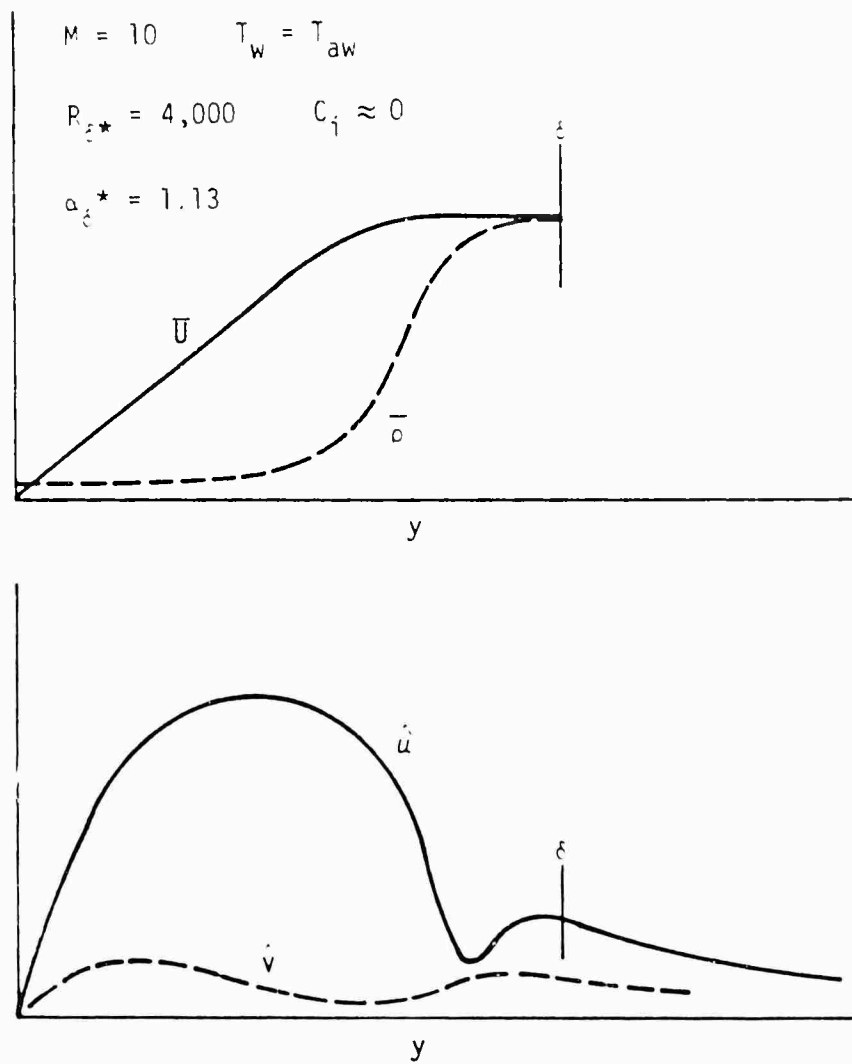 M = 10 T_w = T_aw
R_δ* = 4,000 C_i ≈ 0
δ
α_δ* = 1.13
U̅
ρ̅
y
û
δ
v̂
y